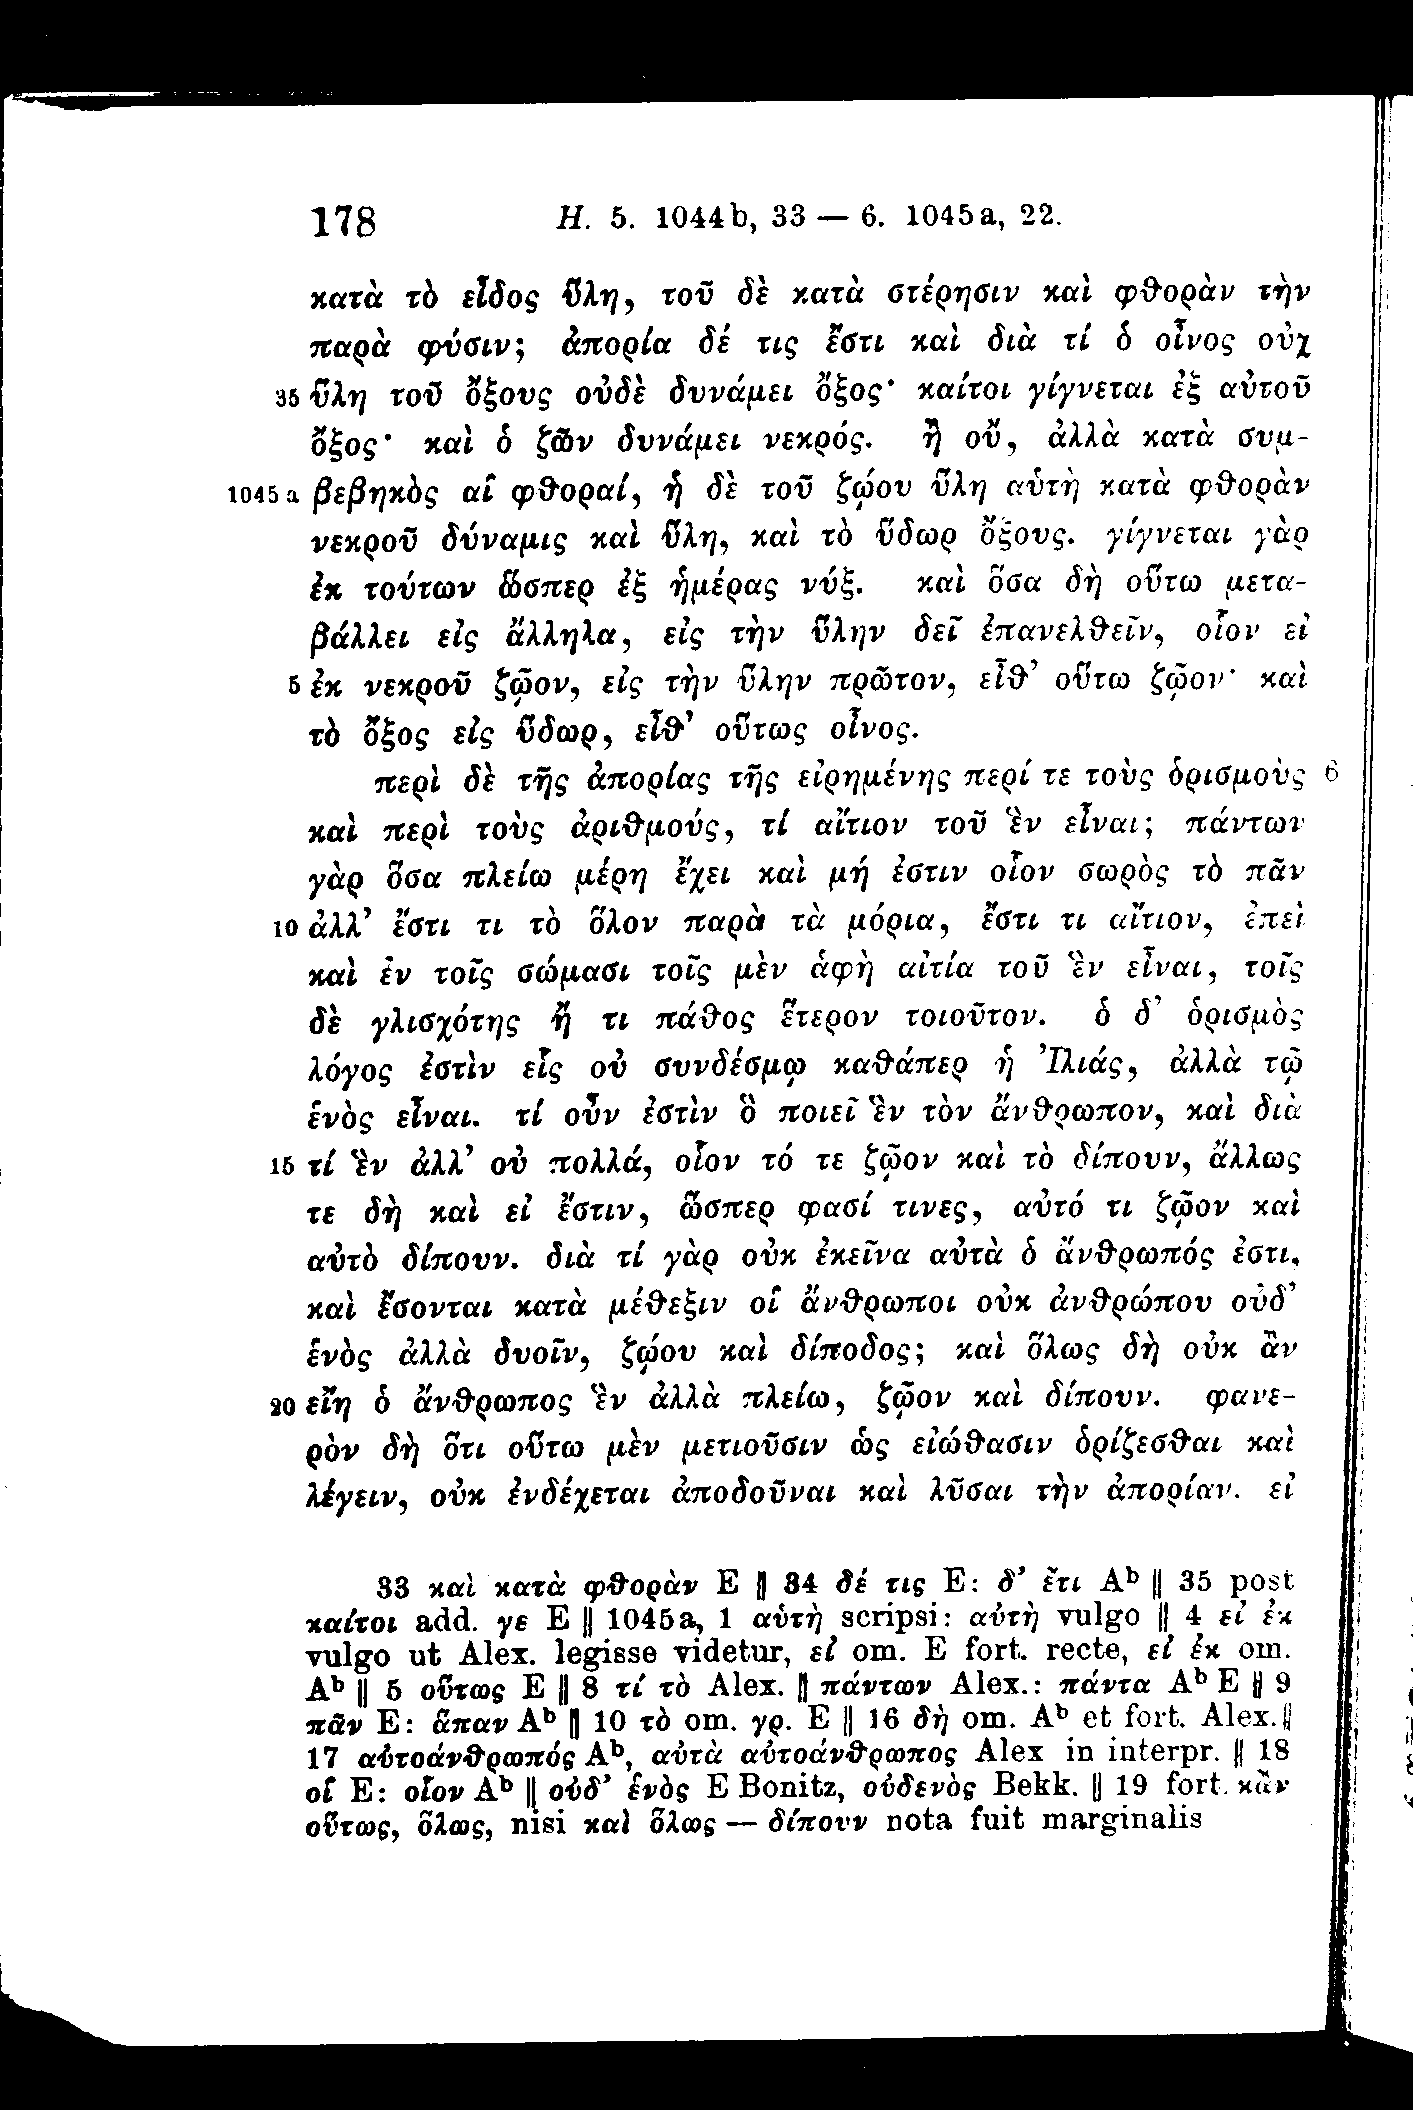 178 H. 5. 1044b, 33 — 6. 1045a, 22.
κατὰ τὸ εἶδος ὕλη, τοῦ δὲ κατὰ στέρησιν καὶ φθορὰν τὴν
παρὰ φύσιν; ἀπορία δέ τις ἔστι καὶ διὰ τί ὁ οἶνος οὐχ
35 ὕλη τοῦ ὄξους οὐδὲ δυνάμει ὄξος· καίτοι γίγνεται ἐξ αὐτοῦ
ὄξος· καὶ ὁ ζῶν δυνάμει νεκρός. ἢ οὔ, ἀλλὰ κατὰ συμ-
1045 a βεβηκὸς αἱ φθοραί, ἡ δὲ τοῦ ζῴου ὕλη αὑτὴ κατὰ φθορὰν
νεκροῦ δύναμις καὶ ὕλη, καὶ τὸ ὕδωρ ὄξους. γίγνεται γὰρ
ἐκ τούτων ὥσπερ ἐξ ἡμέρας νύξ. καὶ ὅσα δὴ οὕτω μετα-
βάλλει εἰς ἄλληλα, εἰς τὴν ὕλην δεῖ ἐπανελθεῖν, οἷον εἰ
5 ἐκ νεκροῦ ζῷον, εἰς τὴν ὕλην πρῶτον, εἶθ’ οὕτω ζῷον· καὶ
τὸ ὄξος εἰς ὕδωρ, εἶθ’ οὕτως οἶνος.
περὶ δὲ τῆς ἀπορίας τῆς εἰρημένης περί τε τοὺς ὁρισμοὺς 6
καὶ περὶ τοὺς ἀριθμούς, τί αἴτιον τοῦ ἓν εἶναι; πάντων
γὰρ ὅσα πλείω μέρη ἔχει καὶ μή ἐστιν οἷον σωρὸς τὸ πᾶν
10 ἀλλ’ ἔστι τι τὸ ὅλον παρὰ τὰ μόρια, ἔστι τι αἴτιον, ἐπεὶ
καὶ ἐν τοῖς σώμασι τοῖς μὲν ἁφὴ αἰτία τοῦ ἓν εἶναι, τοῖς
δὲ γλισχότης ἤ τι πάθος ἕτερον τοιοῦτον. ὁ δ’ ὁρισμὸς
λόγος ἐστὶν εἷς οὐ συνδέσμῳ καθάπερ ἡ Ἰλιάς, ἀλλὰ τῷ
ἑνὸς εἶναι. τί οὖν ἐστὶν ὃ ποιεῖ ἓν τὸν ἄνθρωπον, καὶ διὰ
15 τί ἓν ἀλλ’ οὐ πολλά, οἷον τό τε ζῷον καὶ τὸ δίπουν, ἄλλως
τε δὴ καὶ εἰ ἔστιν, ὥσπερ φασί τινες, αὐτό τι ζῷον καὶ
αὐτὸ δίπουν. διὰ τί γὰρ οὐκ ἐκεῖνα αὐτὰ ὁ ἄνθρωπός ἐστι,
καὶ ἔσονται κατὰ μέθεξιν οἱ ἄνθρωποι οὐκ ἀνθρώπου οὐδ’
ἑνὸς ἀλλὰ δυοῖν, ζῴου καὶ δίποδος; καὶ ὅλως δὴ οὐκ ἂν
20 εἴη ὁ ἄνθρωπος ἓν ἀλλὰ πλείω, ζῷον καὶ δίπουν. φανε-
ρὸν δὴ ὅτι οὕτω μὲν μετιοῦσιν ὡς εἰώθασιν ὁρίζεσθαι καὶ
λέγειν, οὐκ ἐνδέχεται ἀποδοῦναι καὶ λῦσαι τὴν ἀπορίαν. εἰ
33 καὶ κατὰ φθορὰν E ‖ 34 δέ τις E: δ’ ἔτι Aᵇ ‖ 35 post
καίτοι add. γε E ‖ 1045a, 1 αὑτὴ scripsi: αὐτὴ vulgo ‖ 4 εἰ ἐκ
vulgo ut Alex. legisse videtur, εἰ om. E fort. recte, εἰ ἐκ om.
Aᵇ ‖ 5 οὕτως E ‖ 8 τί τὸ Alex. ‖ πάντων Alex.: πάντα Aᵇ E ‖ 9
πᾶν E: ἅπαν Aᵇ ‖ 10 τὸ om. γρ. E ‖ 16 δὴ om. Aᵇ et fort. Alex. ‖
17 αὐτοάνθρωπός Aᵇ, αὐτὰ αὐτοάνθρωπος Alex in interpr. ‖ 18
οἱ E: οἷον Aᵇ ‖ οὐδ’ ἑνὸς E Bonitz, οὐδενὸς Bekk. ‖ 19 fort. κἂν
οὕτως, ὅλως, nisi καὶ ὅλως — δίπουν nota fuit marginalis